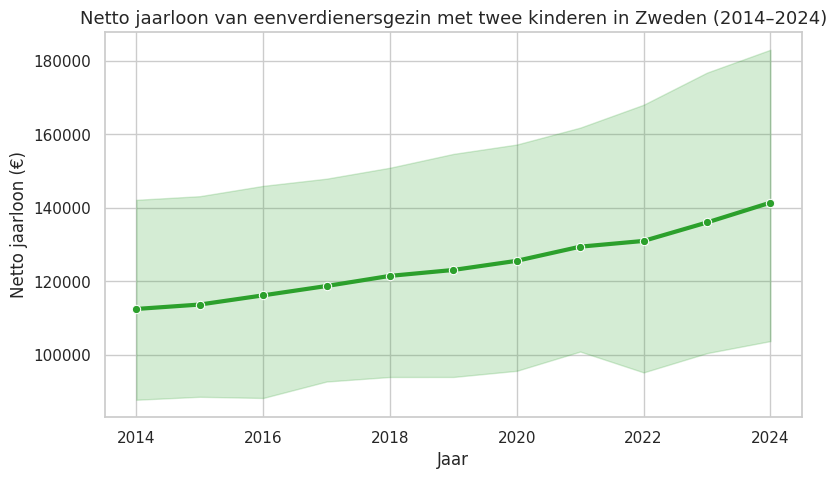 Netto jaarloon van eenverdienersgezin met twee kinderen in Zweden (2014–2024)
180000
160000
140000
120000
100000
Netto jaarloon (€)
2014 2016 2018 2020 2022 2024
Jaar